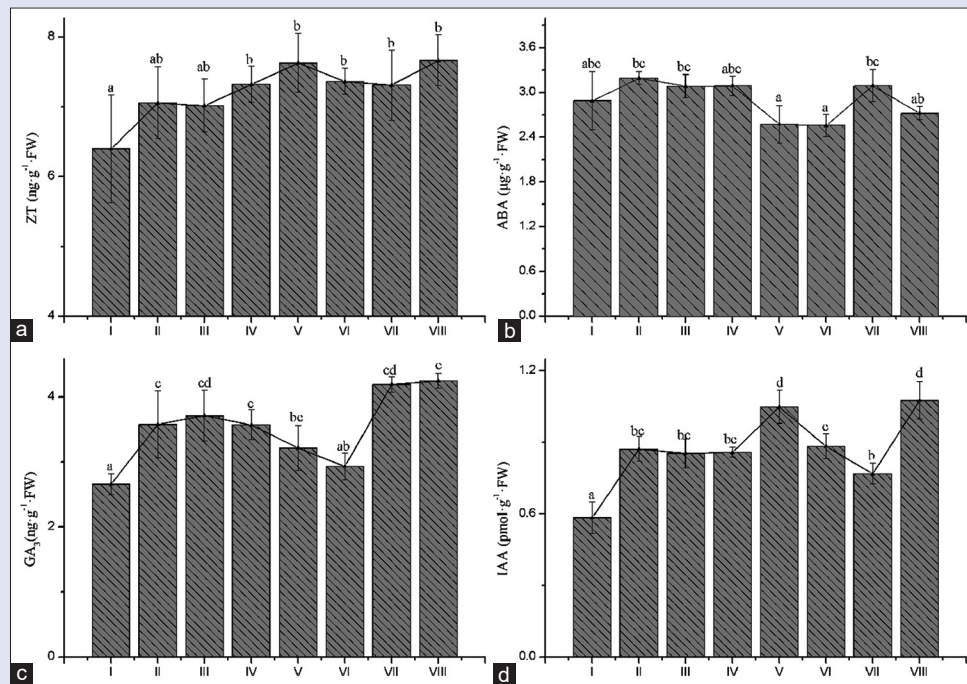 8
6
4
ZT (ng·g-1·FW)
a
ab
ab
b
b
b
b
b
I II III IV V VI VII VIII
a
3.6
3.0
2.4
1.8
1.2
0.6
0.0
ABA (µg·g-1·FW)
abc
bc
bc
abc
a
a
bc
ab
I II III IV V VI VII VIII
b
4
2
0
GA3(ng·g-1·FW)
a
c
cd
c
bc
ab
cd
c
I II III IV V VI VII VIII
c
1.2
0.6
0.0
IAA (pmol·g-1·FW)
a
bc
bc
bc
d
c
b
d
I II III IV V VI VII VIII
d